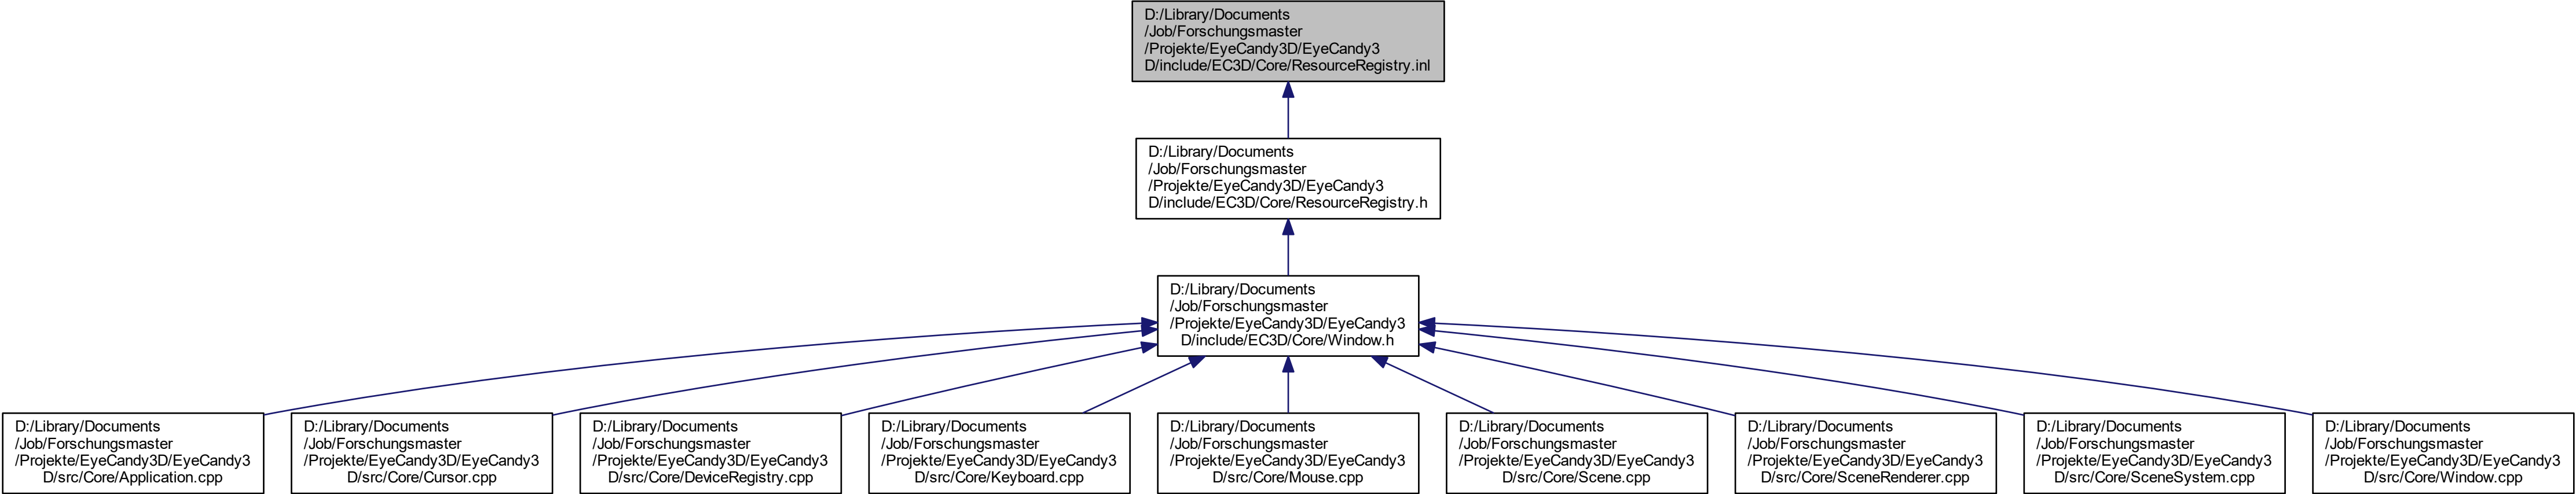 D:/Library/Documents
/Job/Forschungsmaster
/Projekte/EyeCandy3D/EyeCandy3
D/include/EC3D/Core/ResourceRegistry.inl
D:/Library/Documents
/Job/Forschungsmaster
/Projekte/EyeCandy3D/EyeCandy3
D/include/EC3D/Core/ResourceRegistry.h
D:/Library/Documents
/Job/Forschungsmaster
/Projekte/EyeCandy3D/EyeCandy3
D/include/EC3D/Core/Window.h
D:/Library/Documents
/Job/Forschungsmaster
/Projekte/EyeCandy3D/EyeCandy3
D/src/Core/Application.cpp
D:/Library/Documents
/Job/Forschungsmaster
/Projekte/EyeCandy3D/EyeCandy3
D/src/Core/Cursor.cpp
D:/Library/Documents
/Job/Forschungsmaster
/Projekte/EyeCandy3D/EyeCandy3
D/src/Core/DeviceRegistry.cpp
D:/Library/Documents
/Job/Forschungsmaster
/Projekte/EyeCandy3D/EyeCandy3
D/src/Core/Keyboard.cpp
D:/Library/Documents
/Job/Forschungsmaster
/Projekte/EyeCandy3D/EyeCandy3
D/src/Core/Mouse.cpp
D:/Library/Documents
/Job/Forschungsmaster
/Projekte/EyeCandy3D/EyeCandy3
D/src/Core/Scene.cpp
D:/Library/Documents
/Job/Forschungsmaster
/Projekte/EyeCandy3D/EyeCandy3
D/src/Core/SceneRenderer.cpp
D:/Library/Documents
/Job/Forschungsmaster
/Projekte/EyeCandy3D/EyeCandy3
D/src/Core/SceneSystem.cpp
D:/Library/Documents
/Job/Forschungsmaster
/Projekte/EyeCandy3D/EyeCandy3
D/src/Core/Window.cpp